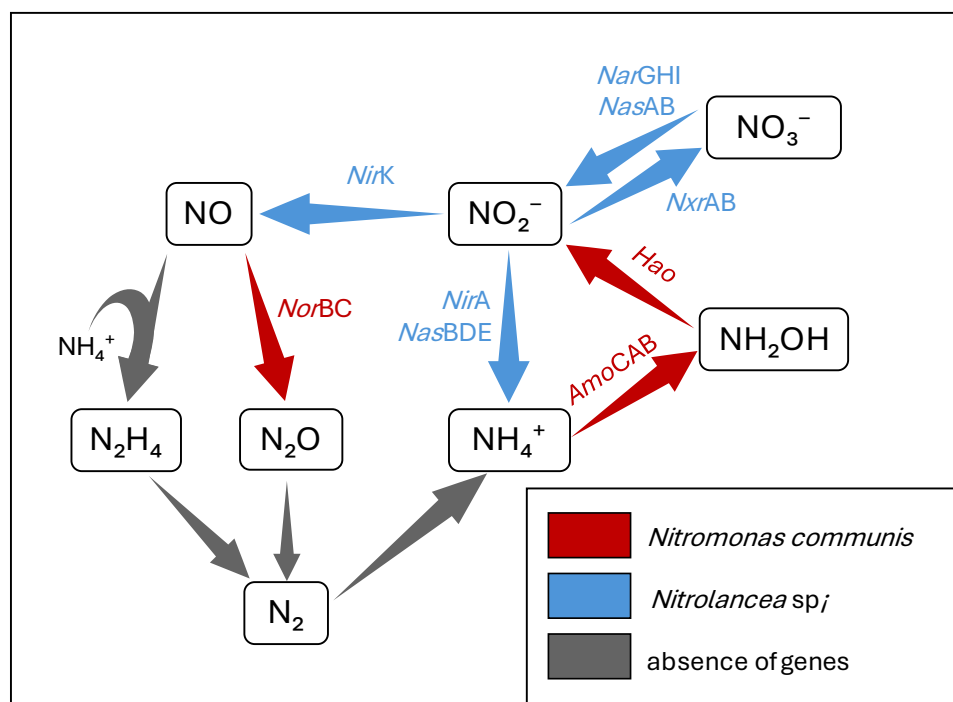 NarGHI
NasAB
NO₃⁻
NirK
NO
NO₂⁻
NxrAB
Hao
NorBC
NirA
NasBDE
NH₄⁺
NH₂OH
AmoCAB
N₂H₄
N₂O
NH₄⁺
N₂
Nitromonas communis
Nitrolancea sp¡
absence of genes